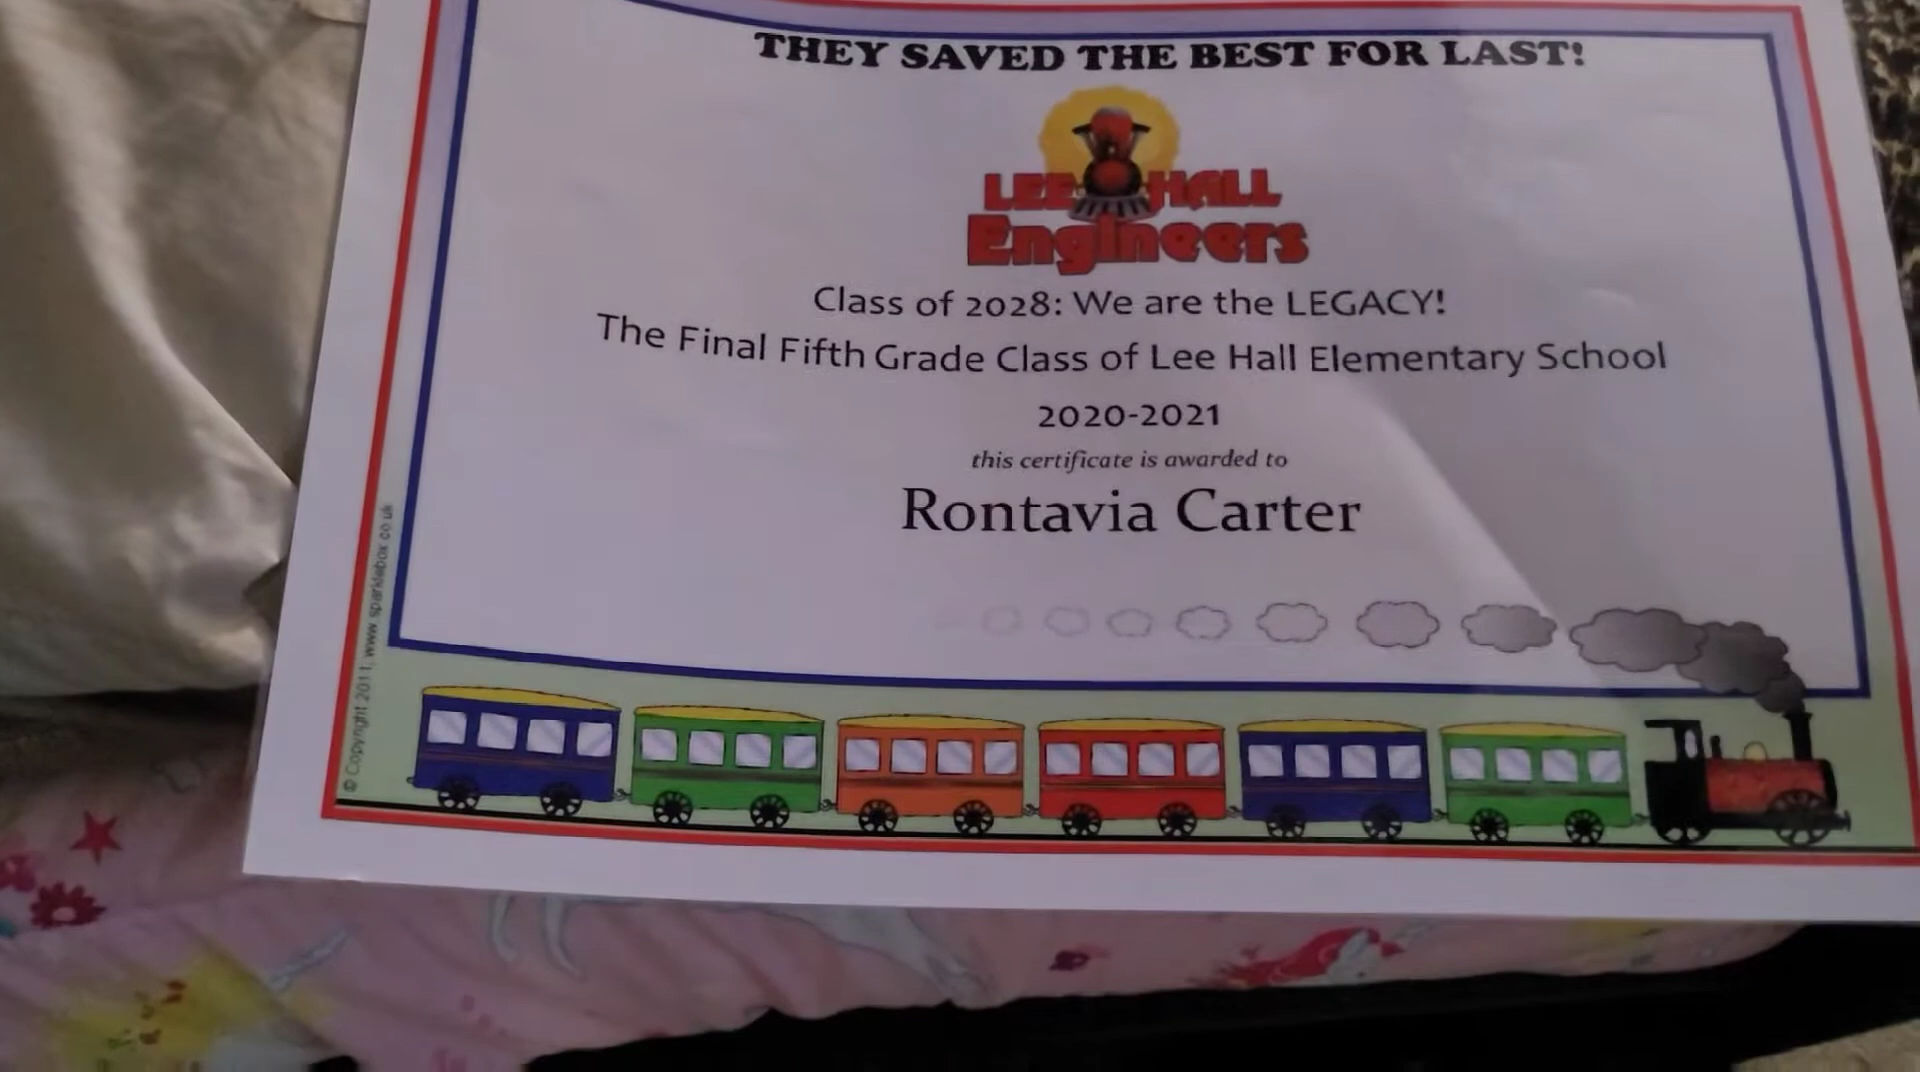 THEY SAVED THE BEST FOR LAST!
LEE HALL
Engineers
Class of 2028: We are the LEGACY!
The Final Fifth Grade Class of Lee Hall Elementary School
2020-2021
this certificate is awarded to
Rontavia Carter
© Copyright 2011, www.sparklebox.co.uk